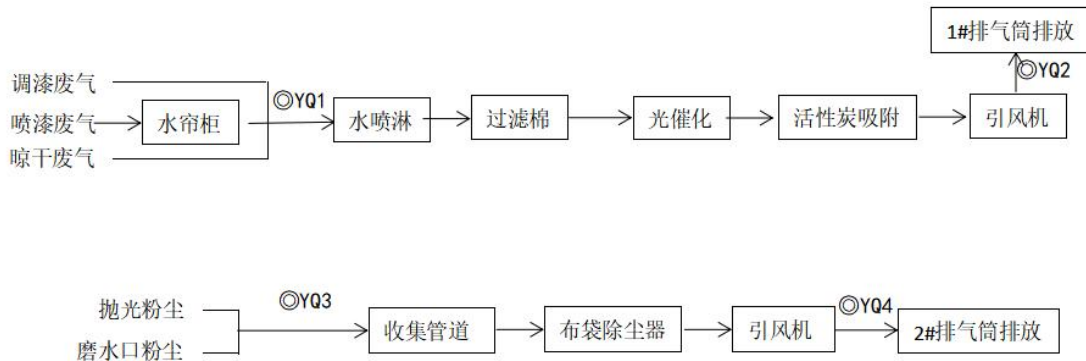 1#排气筒排放
◎YQ2
调漆废气
◎YQ1
喷漆废气
水帘柜
水喷淋
过滤棉
光催化
活性炭吸附
引风机
晾干废气
抛光粉尘
◎YQ3
收集管道
布袋除尘器
引风机
◎YQ4
2#排气筒排放
磨水口粉尘